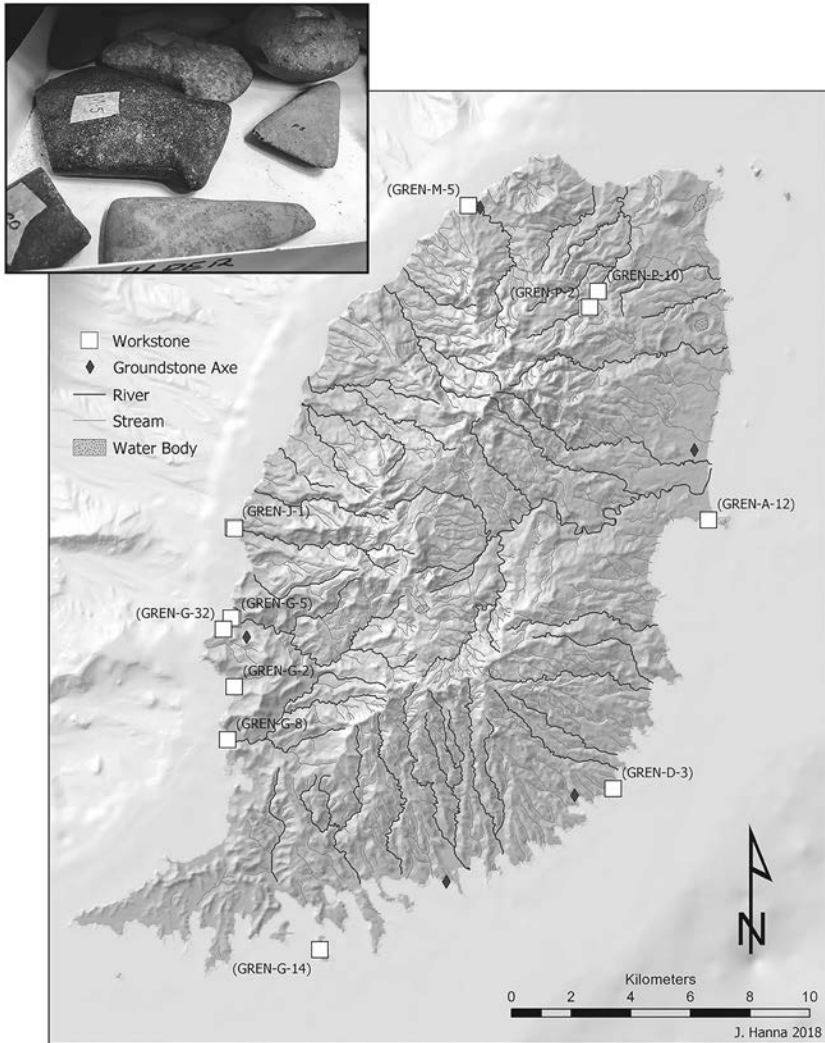 M-5
(GREN-M-5)
(GREN-P-10)
(GREN-P-2)
Workstone
Groundstone Axe
River
Stream
Water Body
(GREN-A-12)
(GREN-J-1)
(GREN-G-5)
(GREN-G-32)
(GREN-G-2)
(GREN-G-8)
(GREN-D-3)
(GREN-G-14)
N
Kilometers
0 2 4 6 8 10
J. Hanna 2018